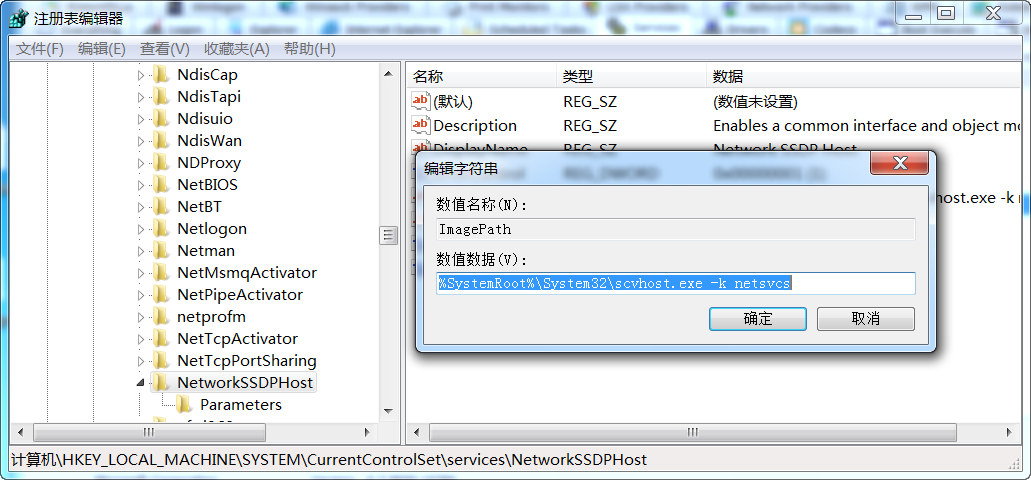 注册表编辑器
文件(F) 编辑(E) 查看(V) 收藏夹(A) 帮助(H)
NdisCap
NdisTapi
Ndisuio
NdisWan
NDProxy
NetBIOS
NetBT
Netlogon
Netman
NetMsmqActivator
NetPipeActivator
netprofm
NetTcpActivator
NetTcpPortSharing
NetworkSSDPHost
Parameters
名称 类型 数据
(默认) REG_SZ (数值未设置)
Description REG_SZ Enables a common interface and object mo
DisplayName REG_SZ Network SSDP Host
REG_DWORD 0x00000001 (1)
host.exe -k n
编辑字符串
数值名称(N):
ImagePath
数值数据(V):
%SystemRoot%\System32\scvhost.exe -k netsvcs
确定 取消
计算机\HKEY_LOCAL_MACHINE\SYSTEM\CurrentControlSet\services\NetworkSSDPHost